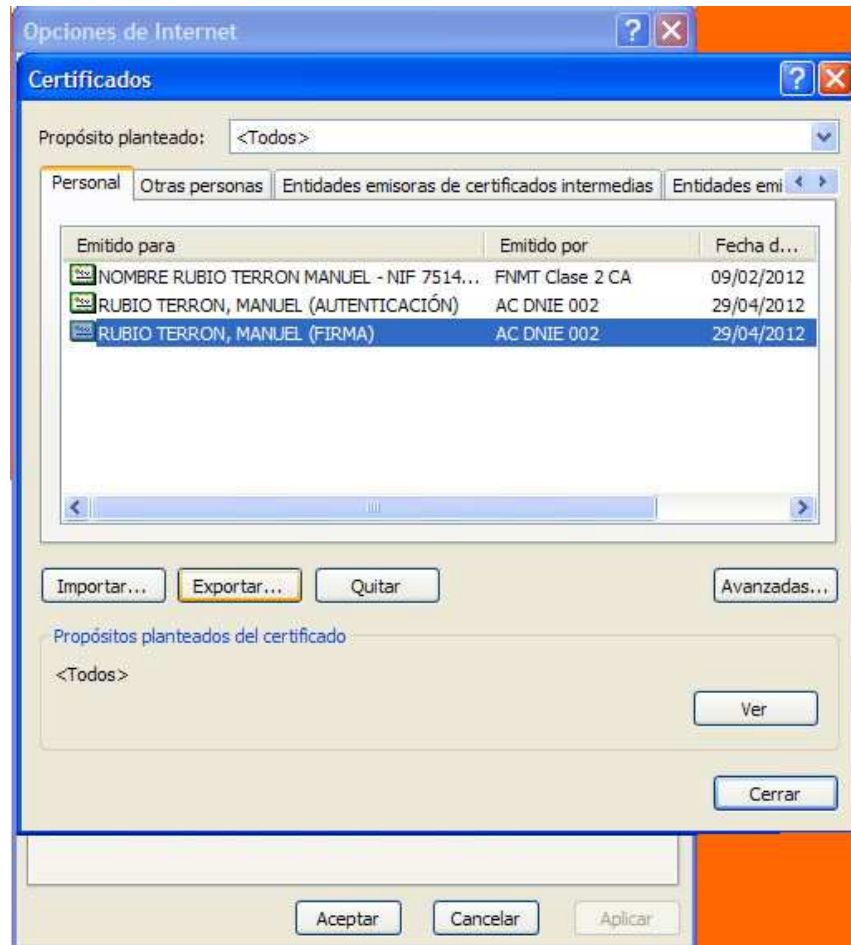 Opciones de Internet
Certificados
Propósito planteado: <Todos>
Personal Otras personas Entidades emisoras de certificados intermedias Entidades emi
Emitido para Emitido por Fecha d...
NOMBRE RUBIO TERRON MANUEL - NIF 7514... FNMT Clase 2 CA 09/02/2012
RUBIO TERRON, MANUEL (AUTENTICACIÓN) AC DNIE 002 29/04/2012
RUBIO TERRON, MANUEL (FIRMA) AC DNIE 002 29/04/2012
Importar... Exportar... Quitar Avanzadas...
Propósitos planteados del certificado
<Todos>
Ver
Cerrar
Aceptar Cancelar Aplicar